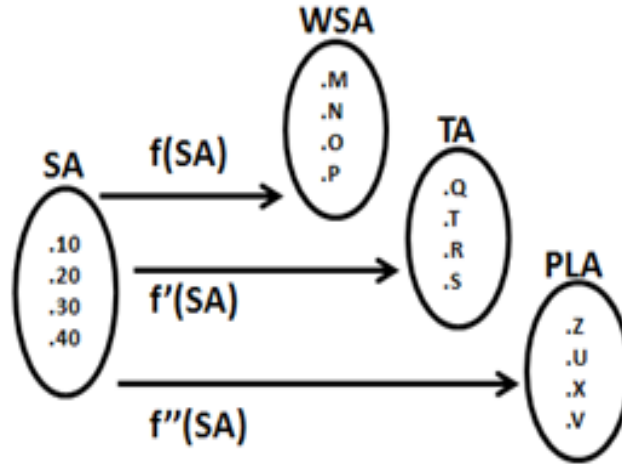 WSA
.M
.N
.O
.P
TA
.Q
.T
.R
.S
PLA
.Z
.U
.X
.V
SA
.10
.20
.30
.40
f(SA)
f'(SA)
f''(SA)